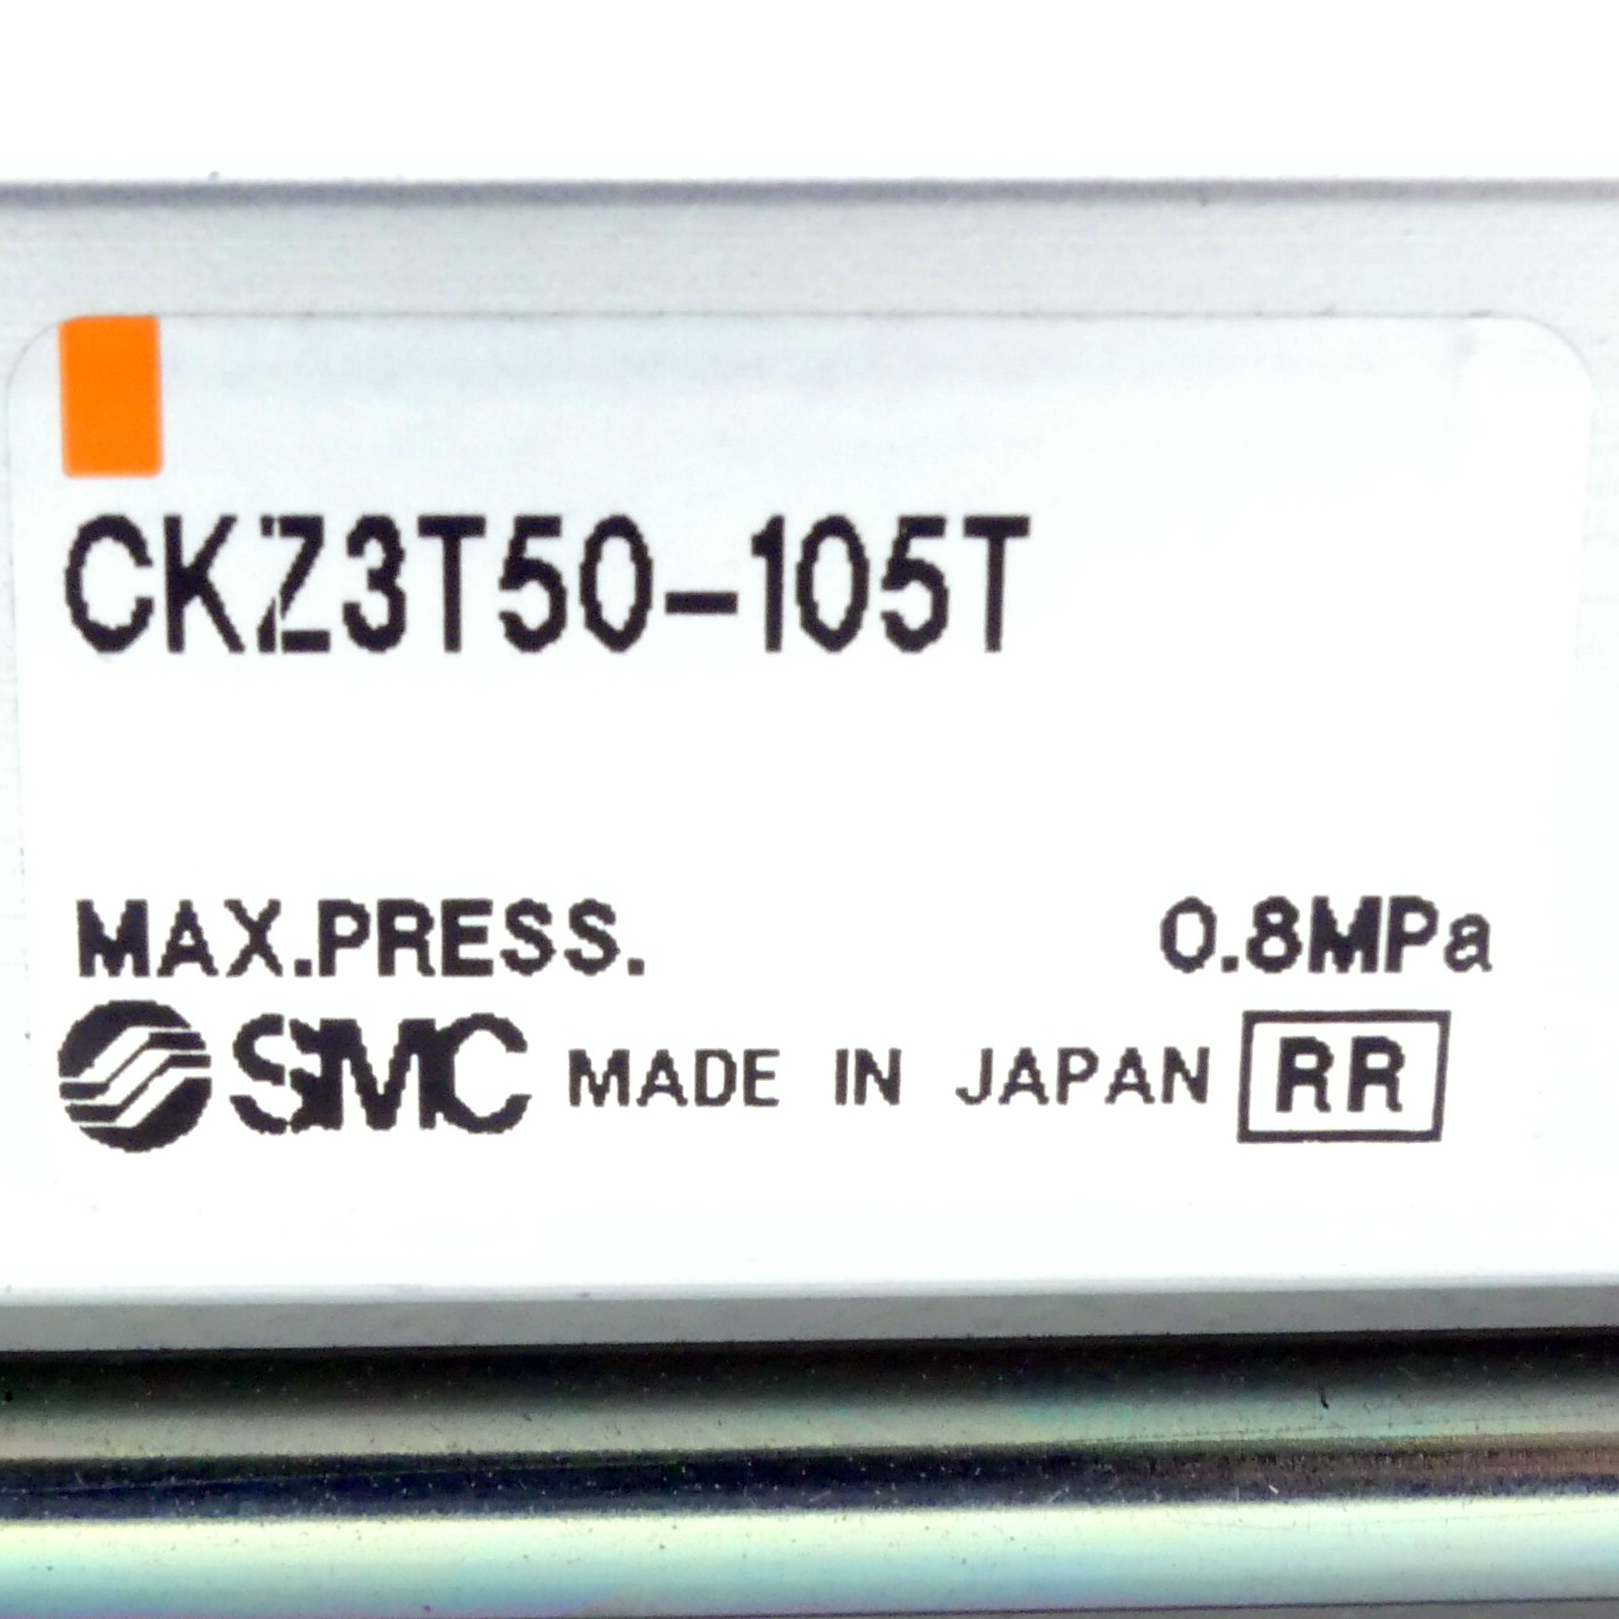 CKZ3T50-105T
MAX.PRESS. 0.8MPa
SMC MADE IN JAPAN RR